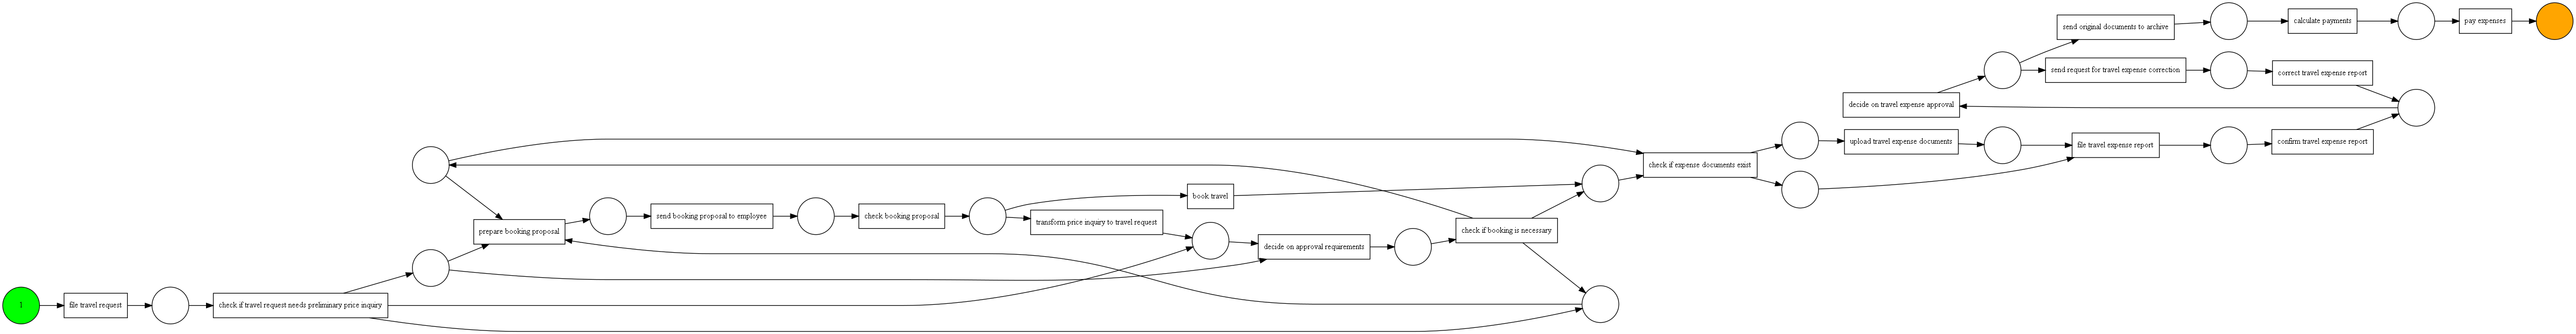 1
file travel request
check if travel request needs preliminary price inquiry
prepare booking proposal
send booking proposal to employee
check booking proposal
book travel
transform price inquiry to travel request
decide on approval requirements
check if booking is necessary
check if expense documents exist
upload travel expense documents
file travel expense report
confirm travel expense report
decide on travel expense approval
send request for travel expense correction
correct travel expense report
send original documents to archive
calculate payments
pay expenses